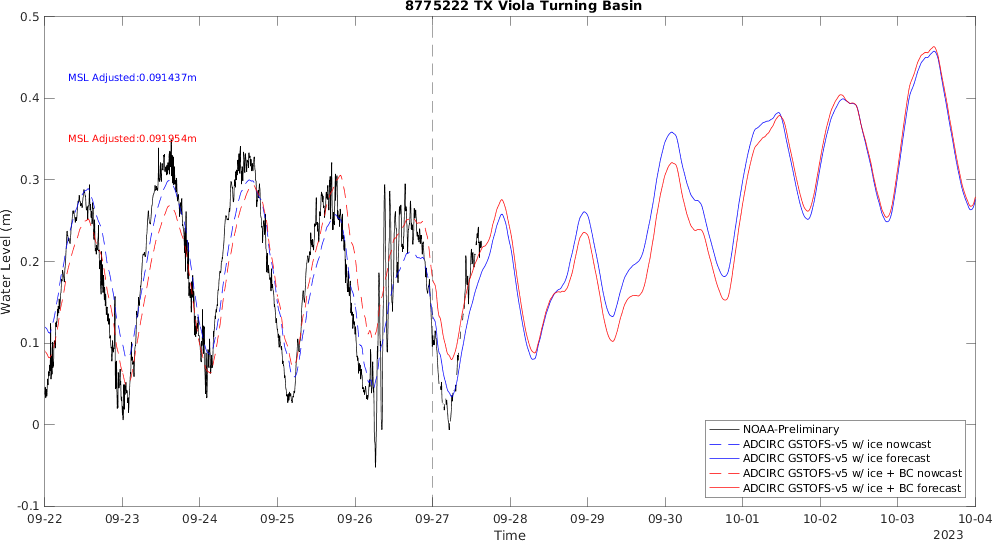 8775222 TX Viola Turning Basin
0.5
0.4
0.3
0.2
0.1
0
-0.1
Water Level (m)
MSL Adjusted:0.091437m
MSL Adjusted:0.091954m
NOAA-Preliminary
ADCIRC GSTOFS-v5 w/ ice nowcast
ADCIRC GSTOFS-v5 w/ ice forecast
ADCIRC GSTOFS-v5 w/ ice + BC nowcast
ADCIRC GSTOFS-v5 w/ ice + BC forecast
09-22 09-23 09-24 09-25 09-26 09-27 09-28 09-29 09-30 10-01 10-02 10-03 10-04
Time
2023